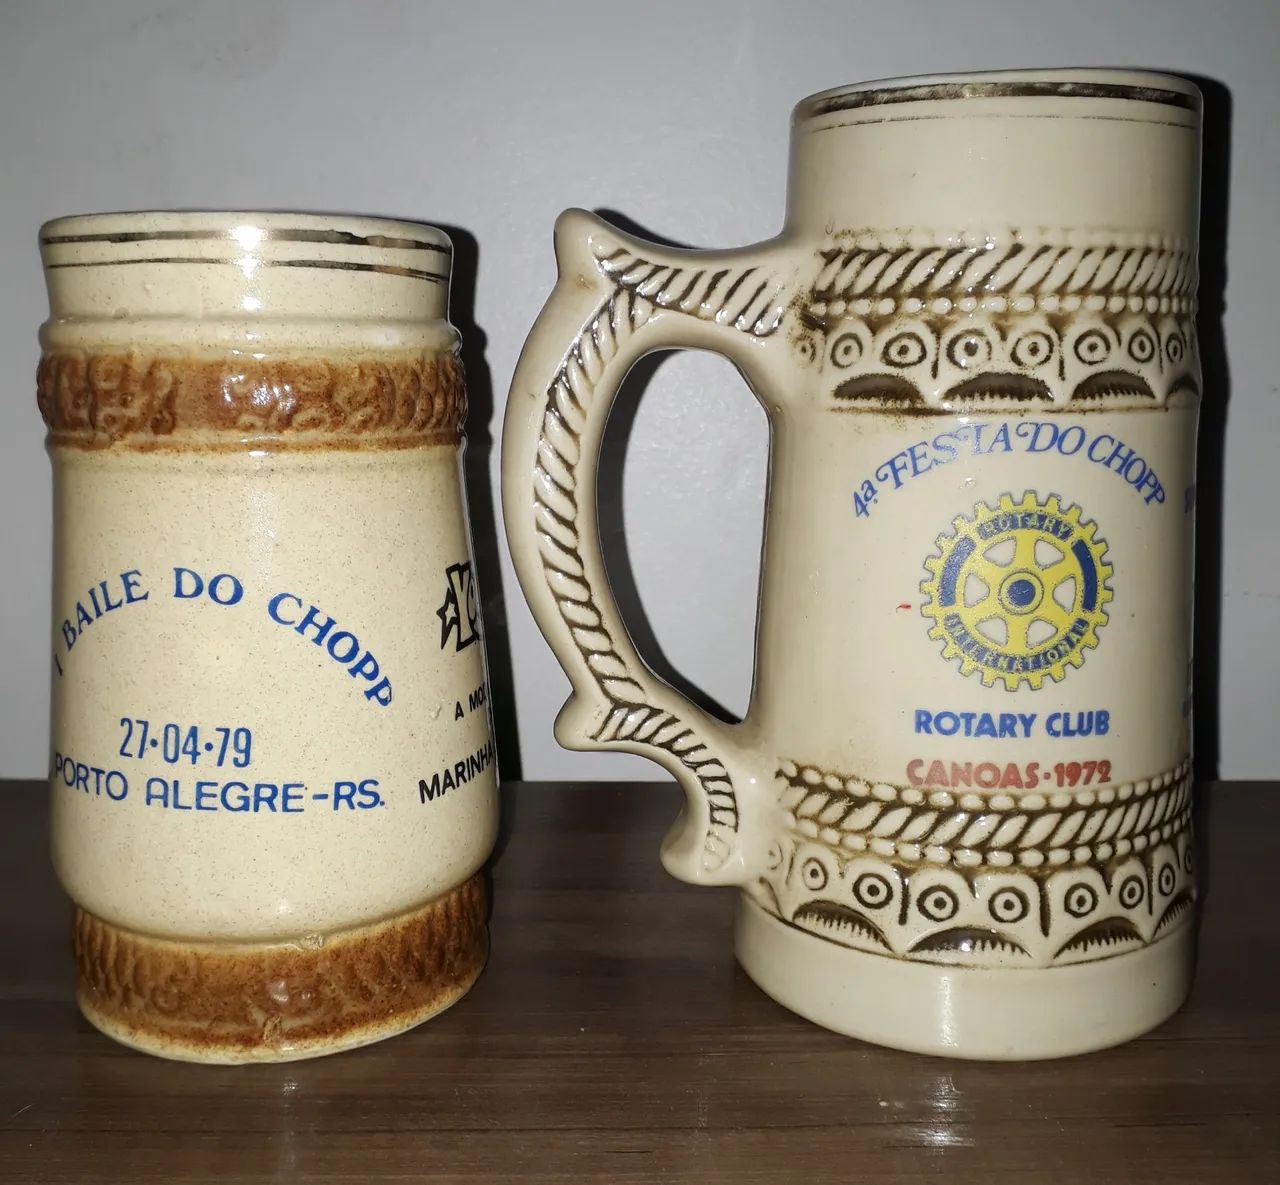 I BAILE DO CHOPP
27·04·79
PORTO ALEGRE-RS.
A
4a. FESTA DO CHOPP
ROTARY
INTERNATIONAL
ROTARY CLUB
CANOAS·1972